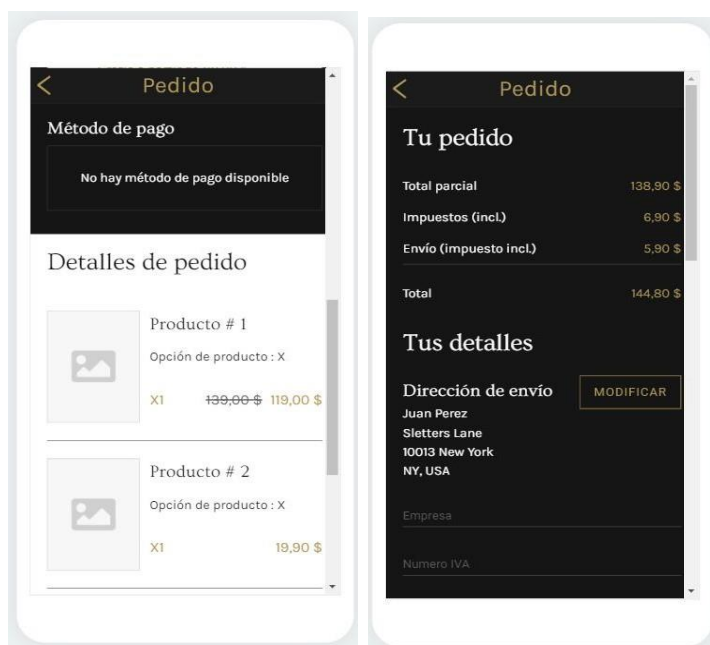 Pedido
Método de pago
No hay método de pago disponible
Detalles de pedido
Producto # 1
Opción de producto : X
X1 139,00 $ 119,00 $
Producto # 2
Opción de producto : X
X1 19,90 $
Pedido
Tu pedido
Total parcial 138,90 $
Impuestos (incl.) 6,90 $
Envío (impuesto incl.) 5,90 $
Total 144,80 $
Tus detalles
Dirección de envío MODIFICAR
Juan Perez
Sletters Lane
10013 New York
NY, USA
Empresa
Numero IVA